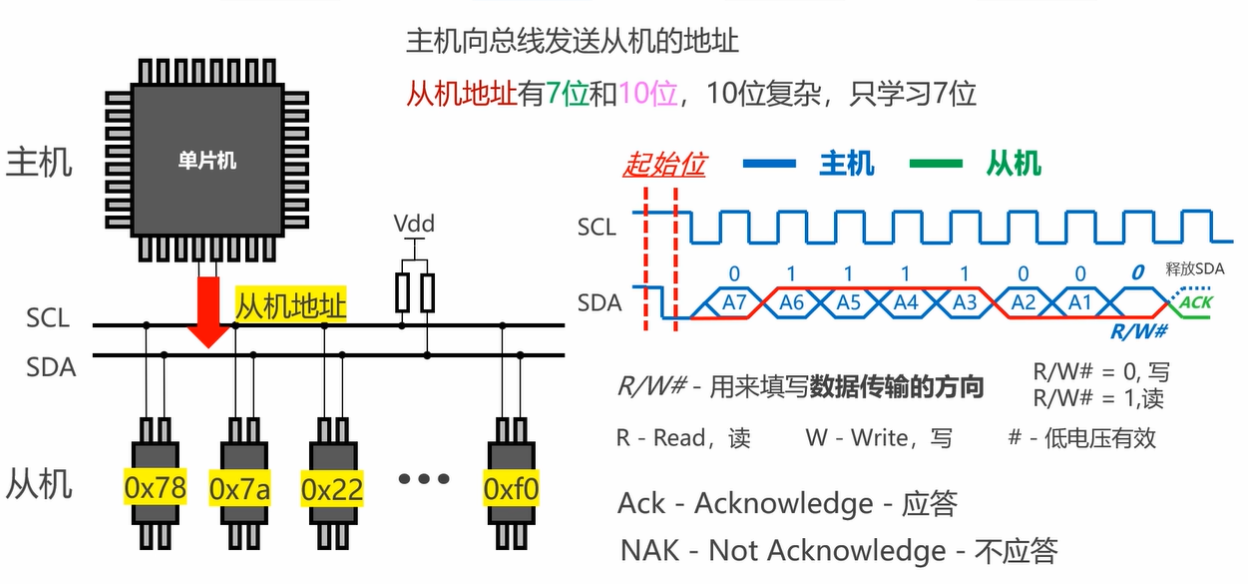 主机向总线发送从机的地址
从机地址有7位和10位，10位复杂，只学习7位
主机
单片机
Vdd
从机地址
SCL
SDA
从机
0x78
0x7a
0x22
•••
0xf0
起始位
主机
从机
SCL
0 1 1 1 1 0 0 0
释放SDA
SDA
A7 A6 A5 A4 A3 A2 A1
ACK
R/W#
R/W# - 用来填写数据传输的方向
R/W# = 0, 写
R/W# = 1,读
R - Read，读 W - Write，写 # - 低电压有效
Ack - Acknowledge - 应答
NAK - Not Acknowledge - 不应答